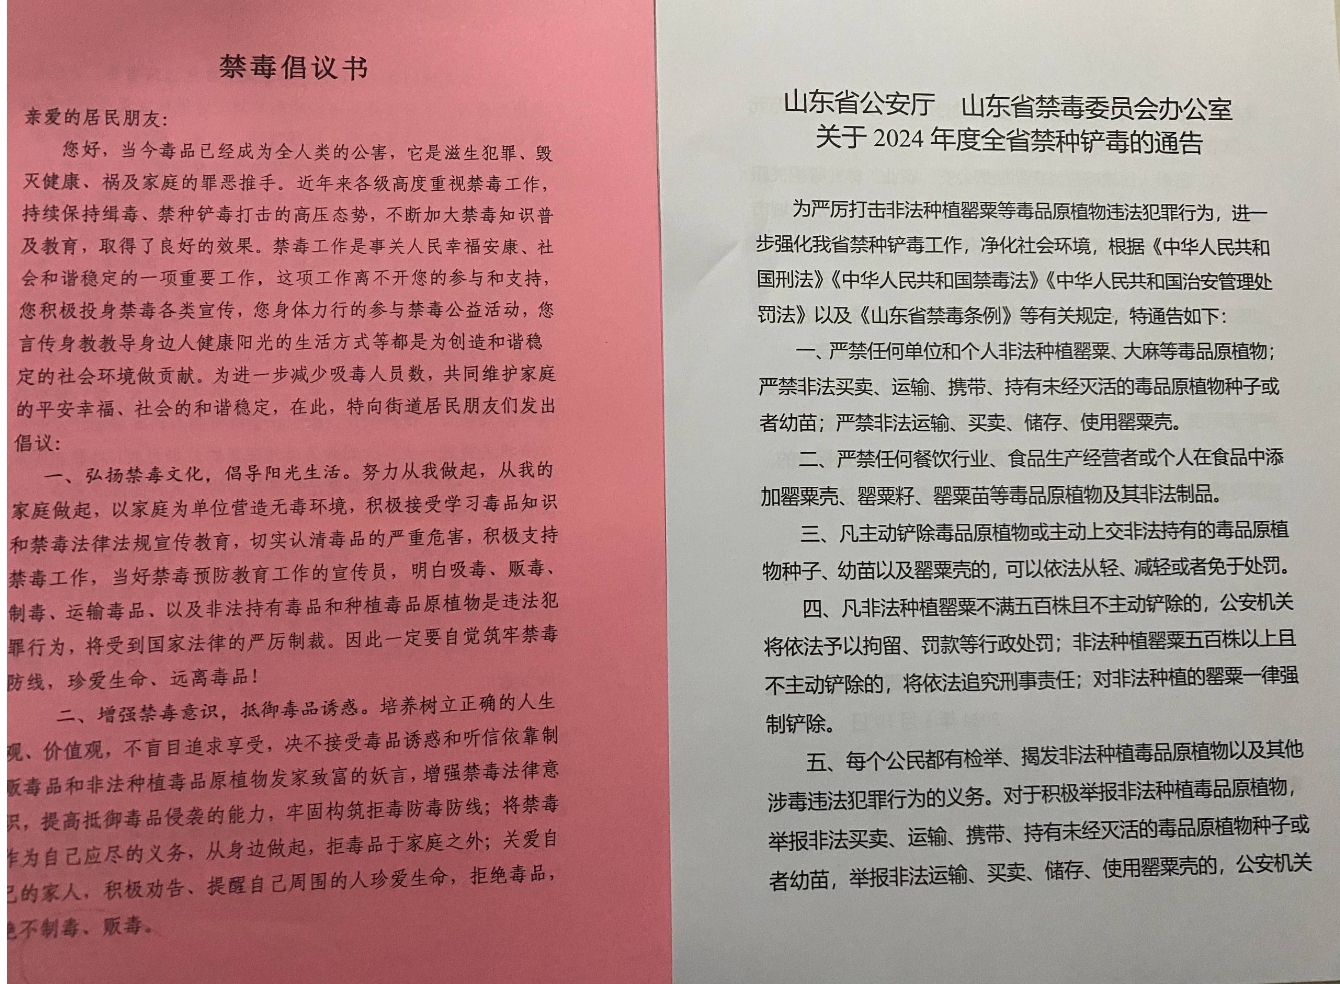 禁毒倡议书
亲爱的居民朋友：
您好，当今毒品已经成为全人类的公害，它是滋生犯罪、毁
灭健康、祸及家庭的罪恶推手。近年来各级高度重视禁毒工作，
持续保持缉毒、禁种铲毒打击的高压态势，不断加大禁毒知识普
及教育，取得了良好的效果。禁毒工作是事关人民幸福安康、社
会和谐稳定的一项重要工作，这项工作离不开您的参与和支持，
您积极投身禁毒各类宣传，您身体力行的参与禁毒公益活动，您
言传身教教导身边人健康阳光的生活方式等都是为创造和谐稳
定的社会环境做贡献。为进一步减少吸毒人员数，共同维护家庭
的平安幸福、社会的和谐稳定，在此，特向街道居民朋友们发出
倡议：
一、弘扬禁毒文化，倡导阳光生活。努力从我做起，从我的
家庭做起，以家庭为单位营造无毒环境，积极接受学习毒品知识
和禁毒法律法规宣传教育，切实认清毒品的严重危害，积极支持
禁毒工作，当好禁毒预防教育工作的宣传员，明白吸毒、贩毒、
制毒、运输毒品、以及非法持有毒品和种植毒品原植物是违法犯
罪行为，将受到国家法律的严厉制裁。因此一定要自觉筑牢禁毒
防线，珍爱生命、远离毒品！
二、增强禁毒意识，抵御毒品诱惑。培养树立正确的人生
观、价值观，不盲目追求享受，决不接受毒品诱惑和听信依靠制
贩毒品和非法种植毒品原植物发家致富的妖言，增强禁毒法律意
识，提高抵御毒品侵袭的能力，牢固构筑拒毒防毒防线；将禁毒
作为自己应尽的义务，从身边做起，拒毒品于家庭之外；关爱自
己的家人，积极劝告、提醒自己周围的人珍爱生命，拒绝毒品，
绝不制毒、贩毒。
山东省公安厅　山东省禁毒委员会办公室
关于 2024 年度全省禁种铲毒的通告
为严厉打击非法种植罂粟等毒品原植物违法犯罪行为，进一
步强化我省禁种铲毒工作，净化社会环境，根据《中华人民共和
国刑法》《中华人民共和国禁毒法》《中华人民共和国治安管理处
罚法》以及《山东省禁毒条例》等有关规定，特通告如下：
一、严禁任何单位和个人非法种植罂粟、大麻等毒品原植物；
严禁非法买卖、运输、携带、持有未经灭活的毒品原植物种子或
者幼苗；严禁非法运输、买卖、储存、使用罂粟壳。
二、严禁任何餐饮行业、食品生产经营者或个人在食品中添
加罂粟壳、罂粟籽、罂粟苗等毒品原植物及其非法制品。
三、凡主动铲除毒品原植物或主动上交非法持有的毒品原植
物种子、幼苗以及罂粟壳的，可以依法从轻、减轻或者免于处罚。
四、凡非法种植罂粟不满五百株且不主动铲除的，公安机关
将依法予以拘留、罚款等行政处罚；非法种植罂粟五百株以上且
不主动铲除的，将依法追究刑事责任；对非法种植的罂粟一律强
制铲除。
五、每个公民都有检举、揭发非法种植毒品原植物以及其他
涉毒违法犯罪行为的义务。对于积极举报非法种植毒品原植物，
举报非法买卖、运输、携带、持有未经灭活的毒品原植物种子或
者幼苗，举报非法运输、买卖、储存、使用罂粟壳的，公安机关